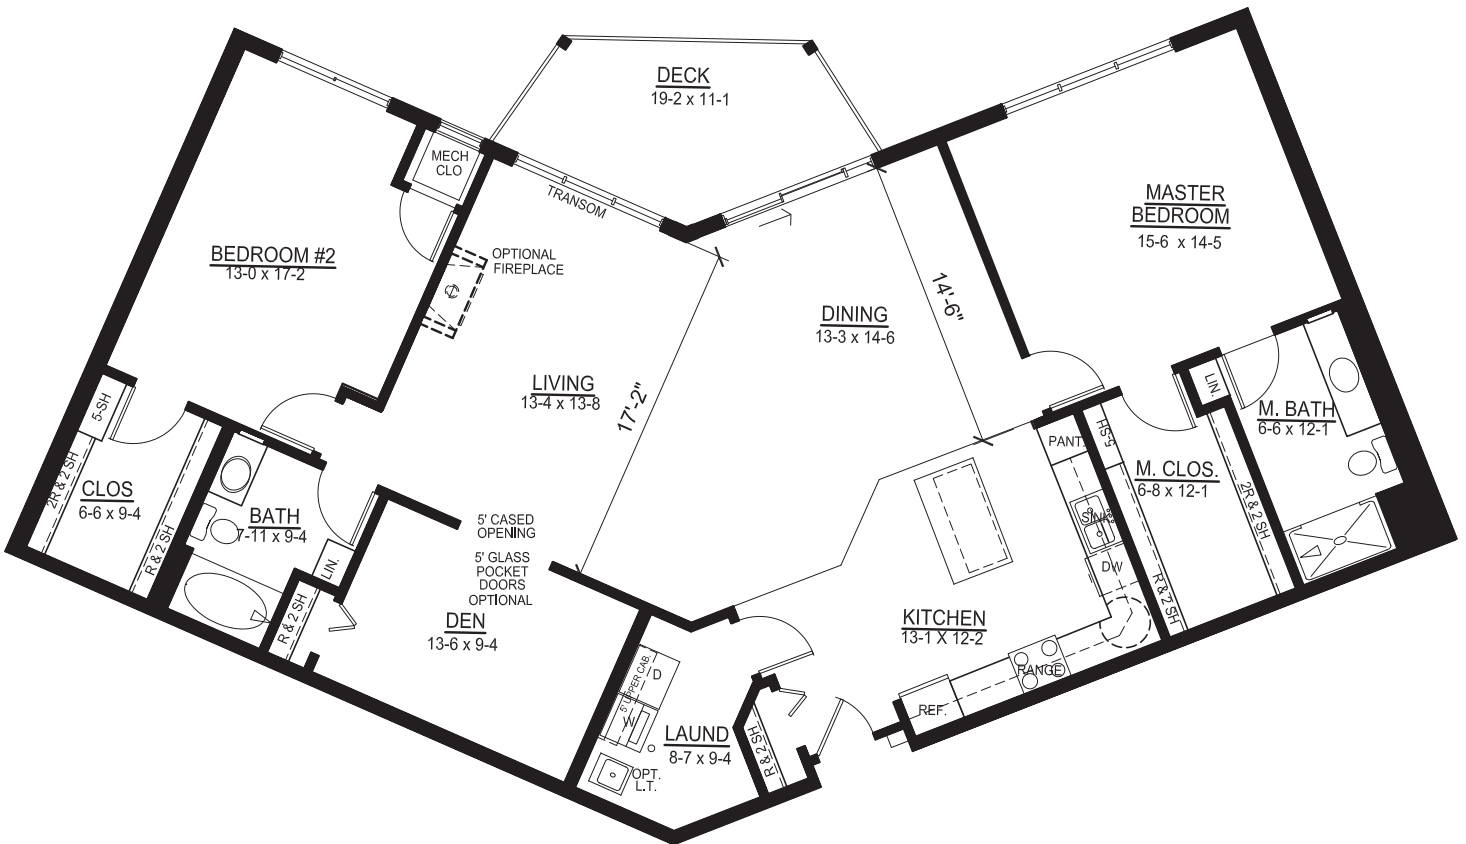 DECK
19-2 x 11-1
MECH
CLO
TRANSOM
MASTER
BEDROOM
15-6 x 14-5
BEDROOM #2
13-0 x 17-2
OPTIONAL
FIREPLACE
14'-6"
DINING
13-3 x 14-6
LIVING
13-4 x 13-8
17'-2"
5-SH
LIN.
M. BATH
6-6 x 12-1
PANT.
5-SH
M. CLOS.
6-8 x 12-1
2R & 2 SH
CLOS
6-6 x 9-4
2R & 2 SH
R & 2 SH
BATH
7-11 x 9-4
LIN.
5' CASED
OPENING
5' GLASS
POCKET
DOORS
OPTIONAL
SINK
DW
R & 2 SH
R & 2 SH
DEN
13-6 x 9-4
KITCHEN
13-1 X 12-2
RANGE
REF.
5' UPPER CAB.
D
W
LAUND
8-7 x 9-4
R & 2 SH
OPT.
L.T.